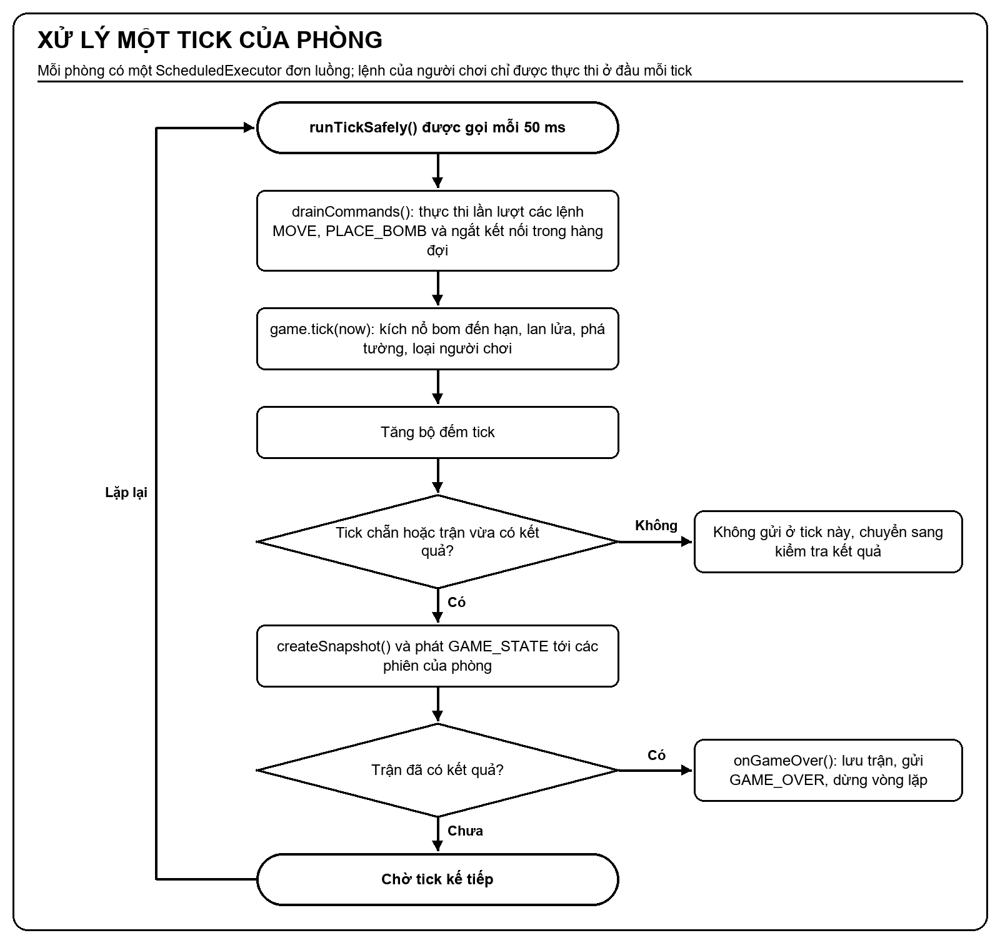 XỬ LÝ MỘT TICK CỦA PHÒNG
Mỗi phòng có một ScheduledExecutor đơn luồng; lệnh của người chơi chỉ được thực thi ở đầu mỗi tick
runTickSafely() được gọi mỗi 50 ms
drainCommands(): thực thi lần lượt các lệnh
MOVE, PLACE_BOMB và ngắt kết nối trong hàng
đợi
game.tick(now): kích nổ bom đến hạn, lan lửa, phá
tường, loại người chơi
Tăng bộ đếm tick
Lặp lại
Tick chẵn hoặc trận vừa có kết
quả?
Không
Không gửi ở tick này, chuyển sang
kiểm tra kết quả
Có
createSnapshot() và phát GAME_STATE tới các
phiên của phòng
Trận đã có kết quả?
Có
onGameOver(): lưu trận, gửi
GAME_OVER, dừng vòng lặp
Chưa
Chờ tick kế tiếp